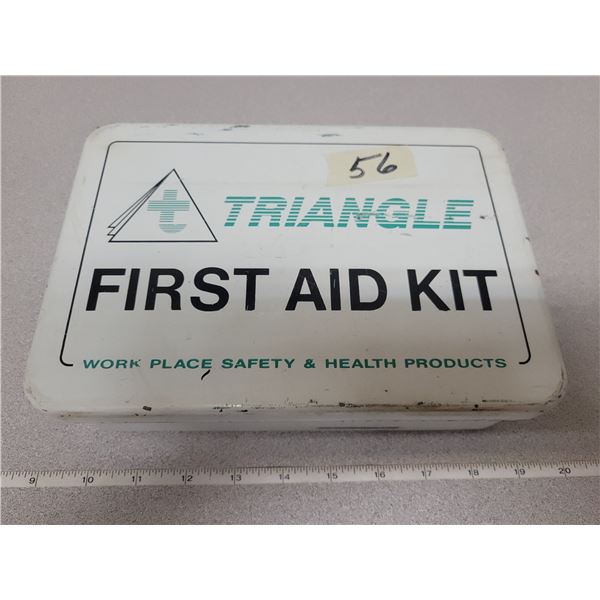 56
t TRIANGLE
FIRST AID KIT
WORK PLACE SAFETY & HEALTH PRODUCTS
9 10 11 12 13 14 15 16 17 18 19 20